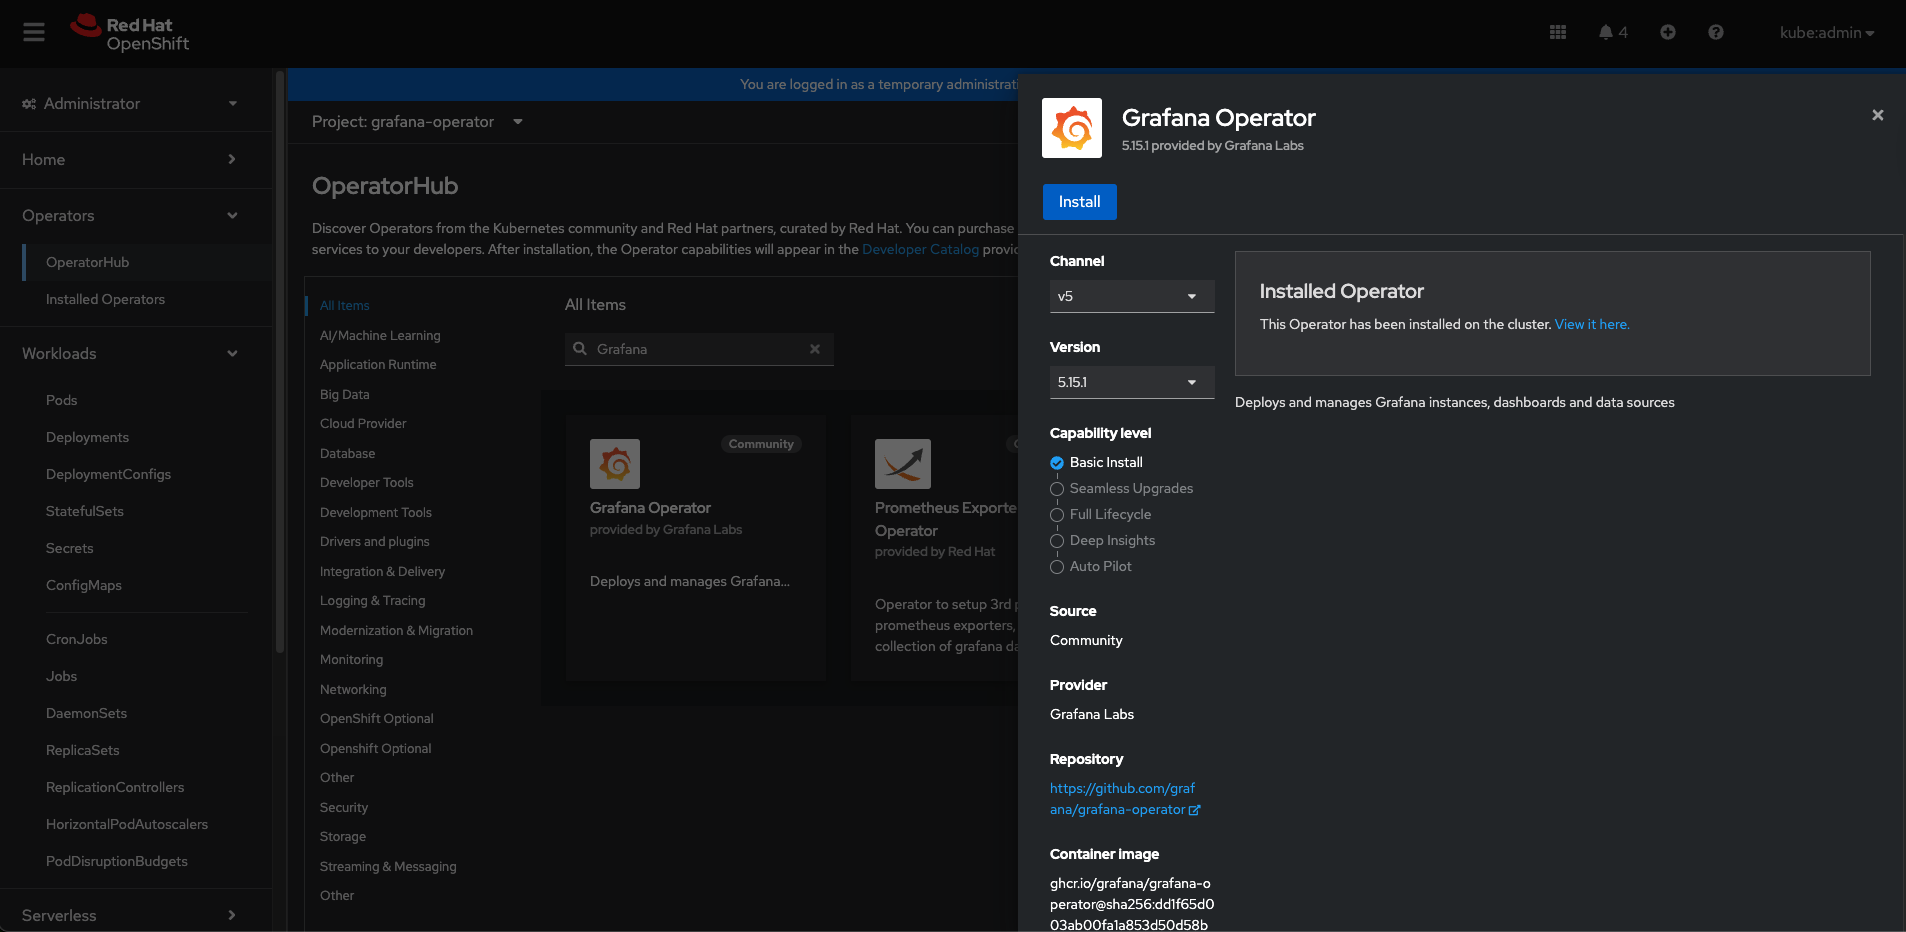 Red Hat
OpenShift
4
kube:admin
Administrator
Home
Operators
OperatorHub
Installed Operators
Workloads
Pods
Deployments
DeploymentConfigs
StatefulSets
Secrets
ConfigMaps
CronJobs
Jobs
DaemonSets
ReplicaSets
ReplicationControllers
HorizontalPodAutoscalers
PodDisruptionBudgets
Serverless
You are logged in as a temporary administrati
Project: grafana-operator
OperatorHub
Discover Operators from the Kubernetes community and Red Hat partners, curated by Red Hat. You can purchase
services to your developers. After installation, the Operator capabilities will appear in the Developer Catalog provid
All Items
AI/Machine Learning
Application Runtime
Big Data
Cloud Provider
Database
Developer Tools
Development Tools
Drivers and plugins
Integration & Delivery
Logging & Tracing
Modernization & Migration
Monitoring
Networking
OpenShift Optional
Openshift Optional
Other
Security
Storage
Streaming & Messaging
Other
All Items
Grafana
Community
Grafana Operator
provided by Grafana Labs
Deploys and manages Grafana...
Prometheus Exporte
Operator
provided by Red Hat
Operator to setup 3rd p
prometheus exporters,
collection of grafana da
Grafana Operator
5.15.1 provided by Grafana Labs
Install
Channel
v5
Version
5.15.1
Capability level
Basic Install
Seamless Upgrades
Full Lifecycle
Deep Insights
Auto Pilot
Source
Community
Provider
Grafana Labs
Repository
https://github.com/graf
ana/grafana-operator
Container image
ghcr.io/grafana/grafana-o
perator@sha256:dd1f65d0
03ab00fa1a853d50d58b
Installed Operator
This Operator has been installed on the cluster. View it here.
Deploys and manages Grafana instances, dashboards and data sources